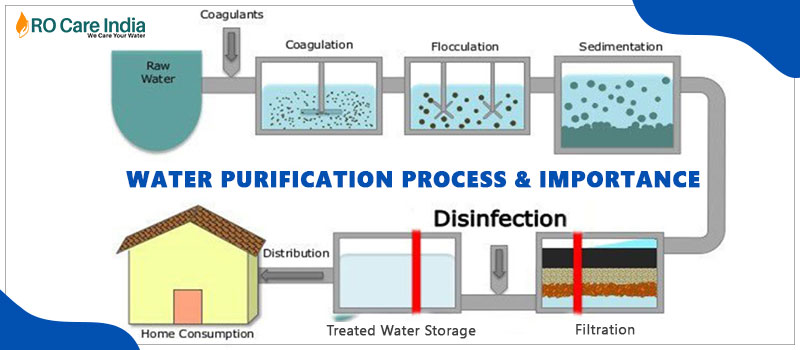 RO Care India
We Care Your Water
Coagulants
Coagulation
Flocculation
Sedimentation
Raw
Water
WATER PURIFICATION PROCESS & IMPORTANCE
Disinfection
Distribution
Home Consumption
Treated Water Storage
Filtration